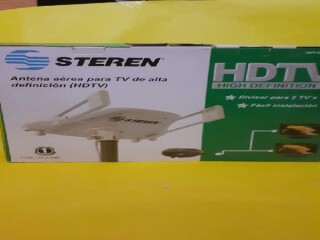 STEREN
Antena aérea para TV de alta
definición (HDTV)
HDTV
HIGH DEFINITION
Divisor para 2 TV's
Fácil instalación